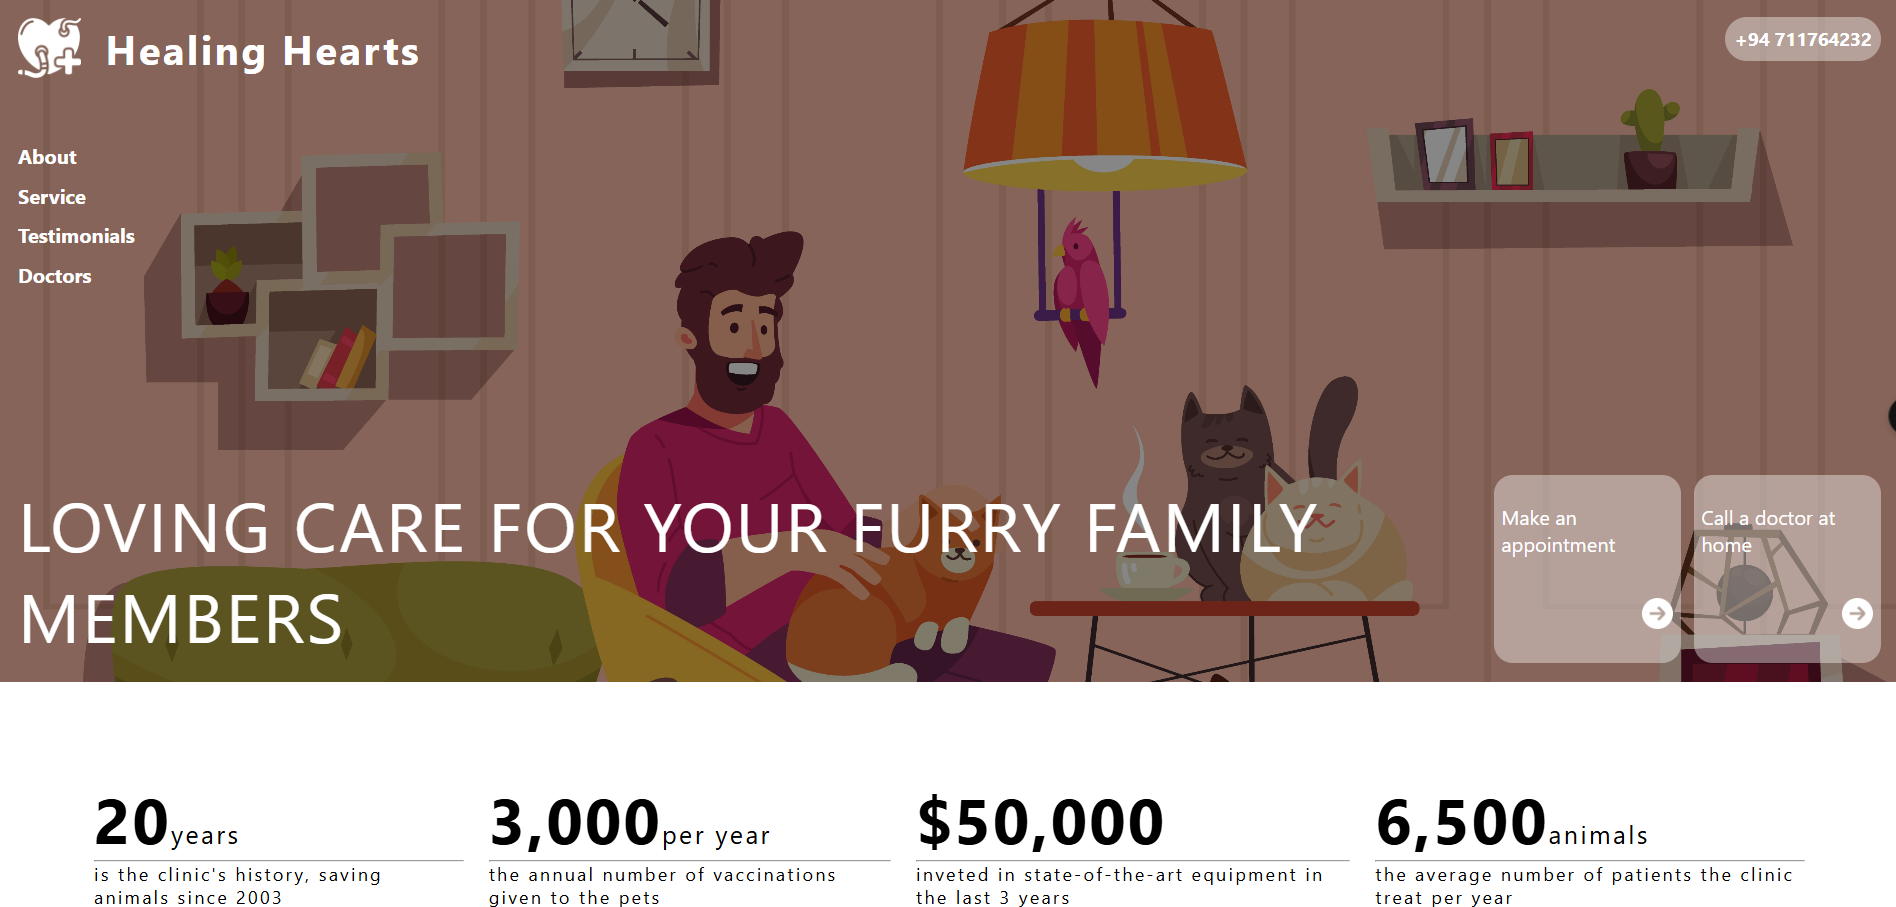 Healing Hearts
+94 711764232
About
Service
Testimonials
Doctors
LOVING CARE FOR YOUR FURRY FAMILY
MEMBERS
Make an
appointment
Call a doctor at
home
20years
is the clinic's history, saving
animals since 2003
3,000per year
the annual number of vaccinations
given to the pets
$50,000
inveted in state-of-the-art equipment in
the last 3 years
6,500animals
the average number of patients the clinic
treat per year